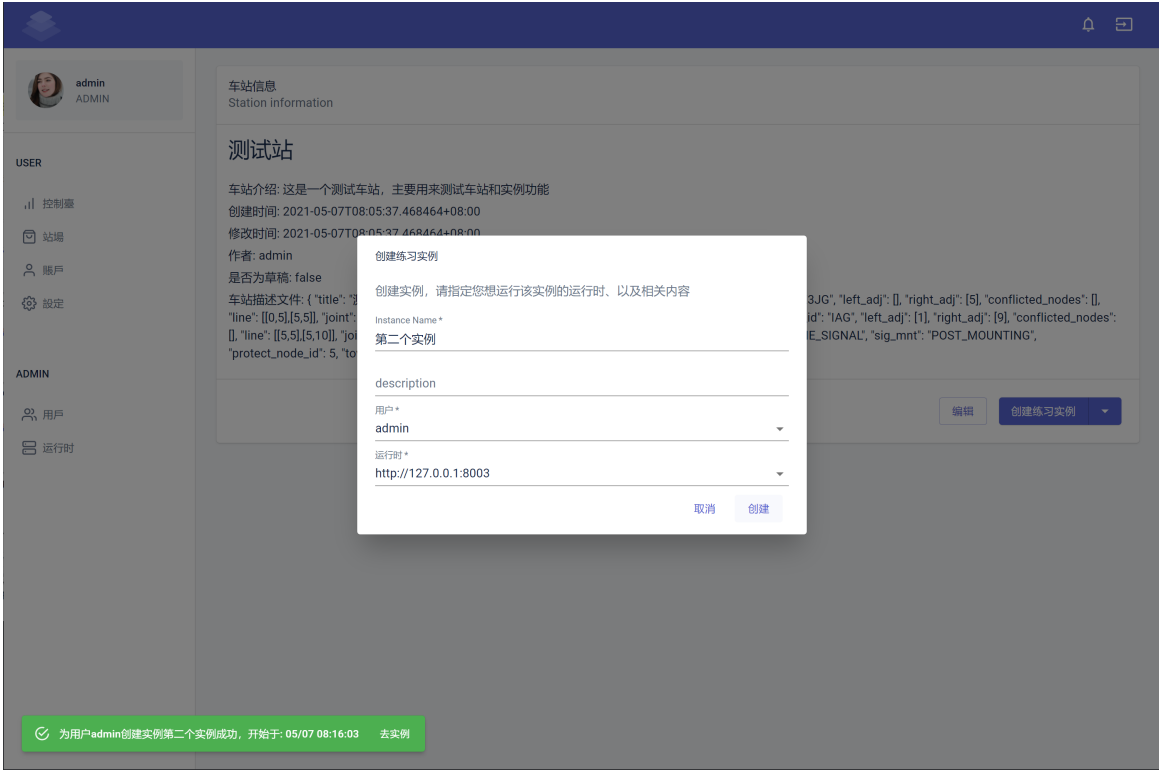 admin
ADMIN
USER
控制臺
站場
賬戶
設定
ADMIN
用戶
运行时
车站信息
Station information
测试站
车站介绍: 这是一个测试车站，主要用来测试车站和实例功能
创建时间: 2021-05-07T08:05:37.468464+08:00
修改时间: 2021-05-07T08:05:37.468464+08:00
作者: admin
是否为草稿: false
车站描述文件: { "title": "
3JG", "left_adj": [], "right_adj": [5], "conflicted_nodes": [],
"line": [[0,5],[5,5]], "joint":
id": "IAG", "left_adj": [1], "right_adj": [9], "conflicted_nodes":
[], "line": [[5,5],[5,10]], "joi
E_SIGNAL", "sig_mnt": "POST_MOUNTING",
"protect_node_id": 5, "to
编辑
创建练习实例
创建练习实例
创建实例，请指定您想运行该实例的运行时、以及相关内容
Instance Name *
第二个实例
description
用户 *
admin
运行时 *
http://127.0.0.1:8003
取消 创建
为用户admin创建实例第二个实例成功，开始于: 05/07 08:16:03 去实例